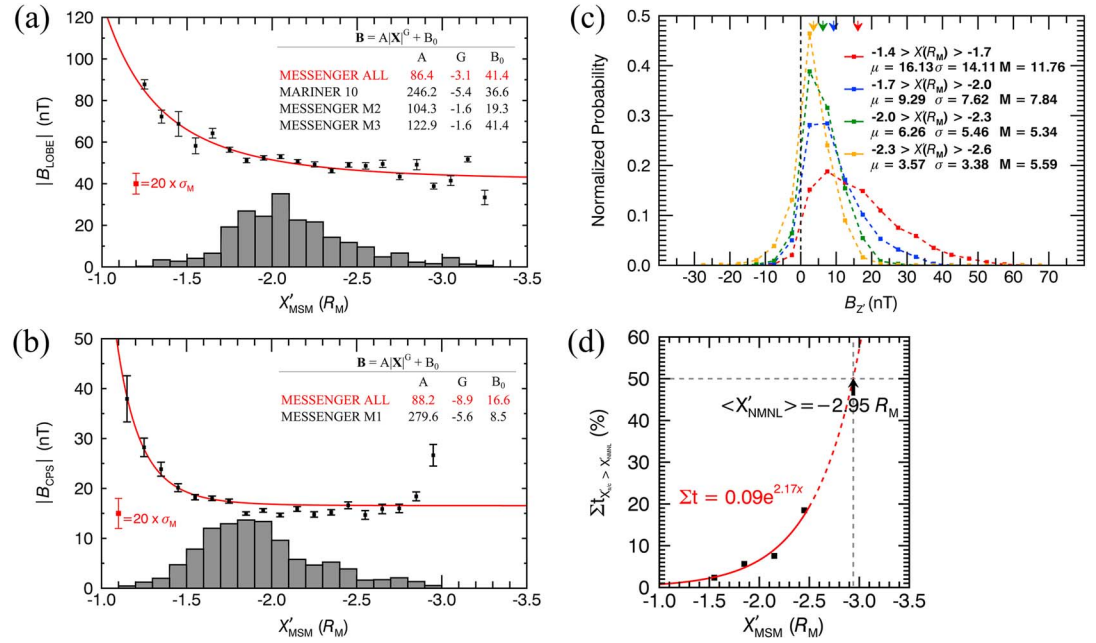 (a)
120
100
80
60
40
20
0
|B_LOBE| (nT)
B = A|X|^G + B_0
A G B_0
MESSENGER ALL 86.4 -3.1 41.4
MARINER 10 246.2 -5.4 36.6
MESSENGER M2 104.3 -1.6 19.3
MESSENGER M3 122.9 -1.6 41.4
= 20 x σ_M
-1.0 -1.5 -2.0 -2.5 -3.0 -3.5
X'_MSM (R_M)
(b)
50
40
30
20
10
0
|B_CPS| (nT)
B = A|X|^G + B_0
A G B_0
MESSENGER ALL 88.2 -8.9 16.6
MESSENGER M1 279.6 -5.6 8.5
= 20 x σ_M
-1.0 -1.5 -2.0 -2.5 -3.0 -3.5
X'_MSM (R_M)
(c)
0.5
0.4
0.3
0.2
0.1
0.0
Normalized Probability
-1.4 > X(R_M) > -1.7
μ = 16.13 σ = 14.11 M = 11.76
-1.7 > X(R_M) > -2.0
μ = 9.29 σ = 7.62 M = 7.84
-2.0 > X(R_M) > -2.3
μ = 6.26 σ = 5.46 M = 5.34
-2.3 > X(R_M) > -2.6
μ = 3.57 σ = 3.38 M = 5.59
-30 -20 -10 0 10 20 30 40 50 60 70
B_Z' (nT)
(d)
60
50
40
30
20
10
0
Σt_X_s/c > X'_NMNL (%)
<X'_NMNL> = -2.95 R_M
Σt = 0.09e^2.17x
-1.0 -1.5 -2.0 -2.5 -3.0 -3.5
X'_MSM (R_M)